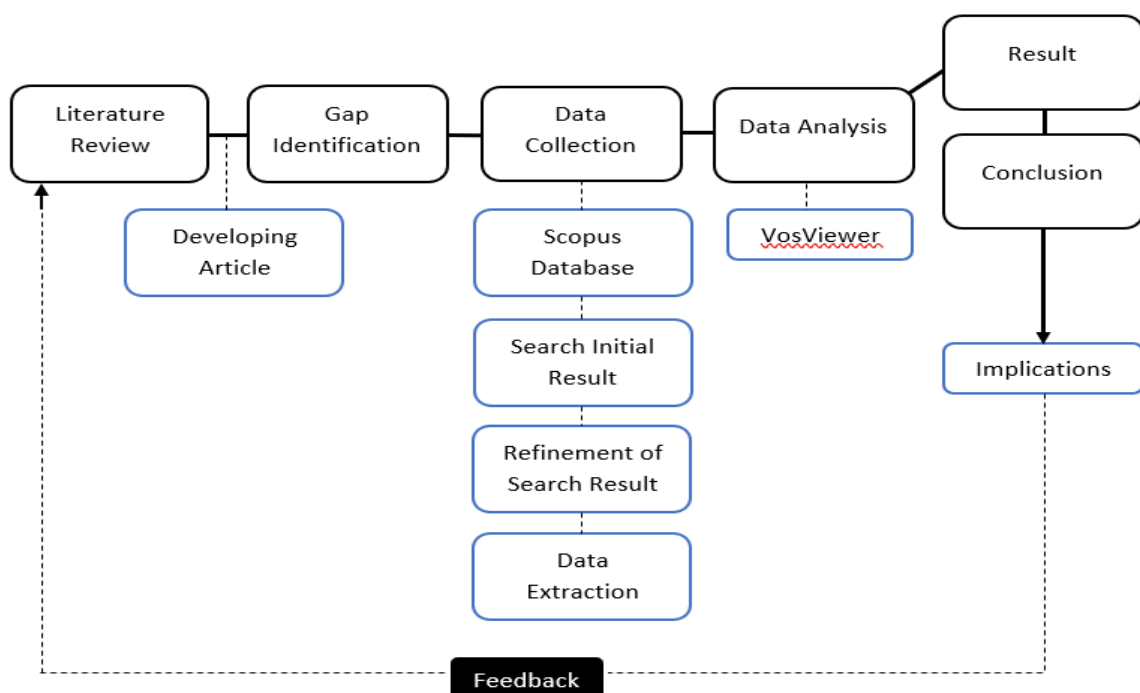 Literature
Review
Gap
Identification
Data
Collection
Data Analysis
Result
Conclusion
Developing
Article
Scopus
Database
Search Initial
Result
Refinement of
Search Result
Data
Extraction
VosViewer
Implications
Feedback